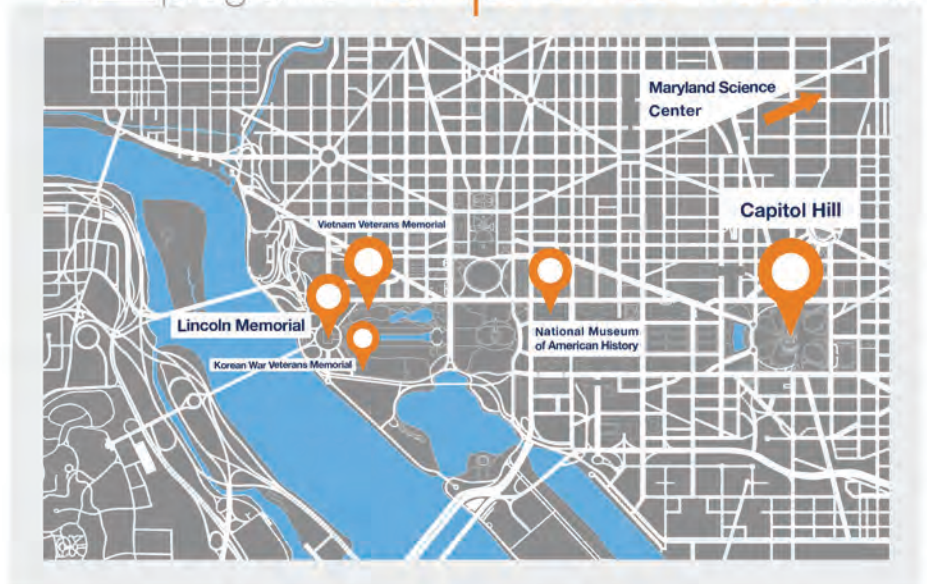 Maryland Science
Center
Capitol Hill
Vietnam Veterans Memorial
Lincoln Memorial
National Museum
of American History
Korean War Veterans Memorial